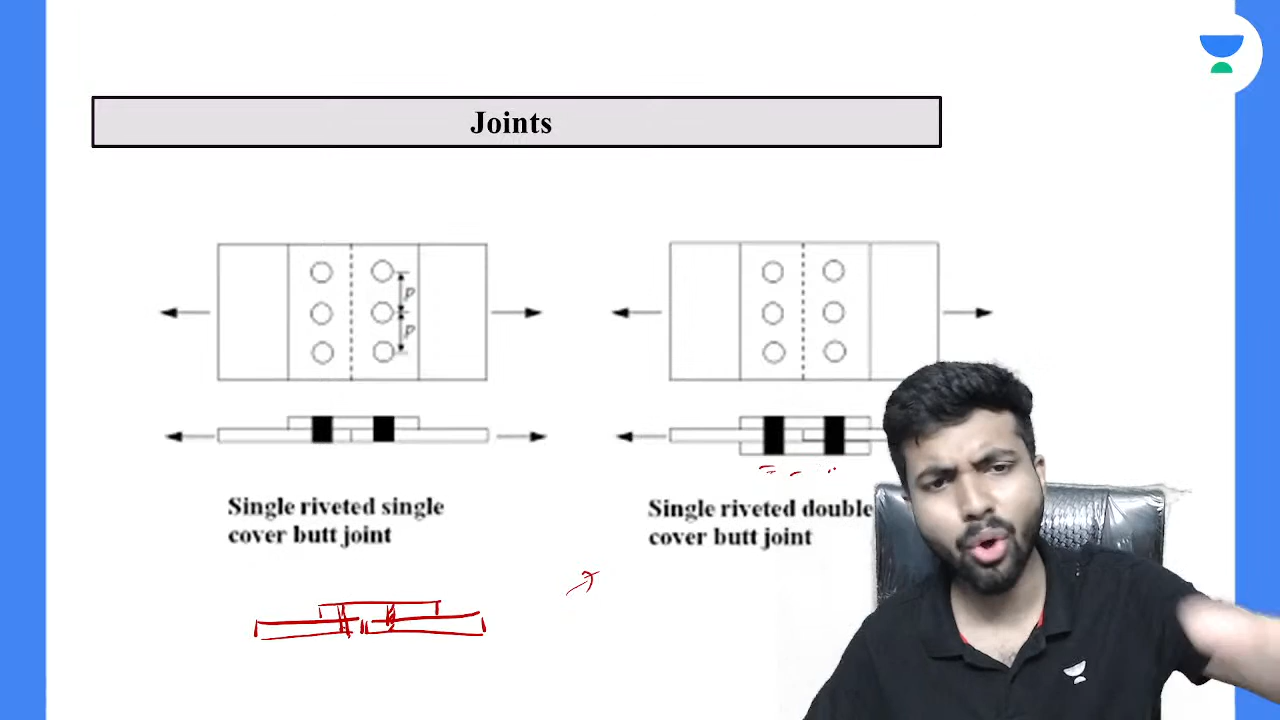 Joints
P
P
Single riveted single
cover butt joint
Single riveted double
cover butt joint